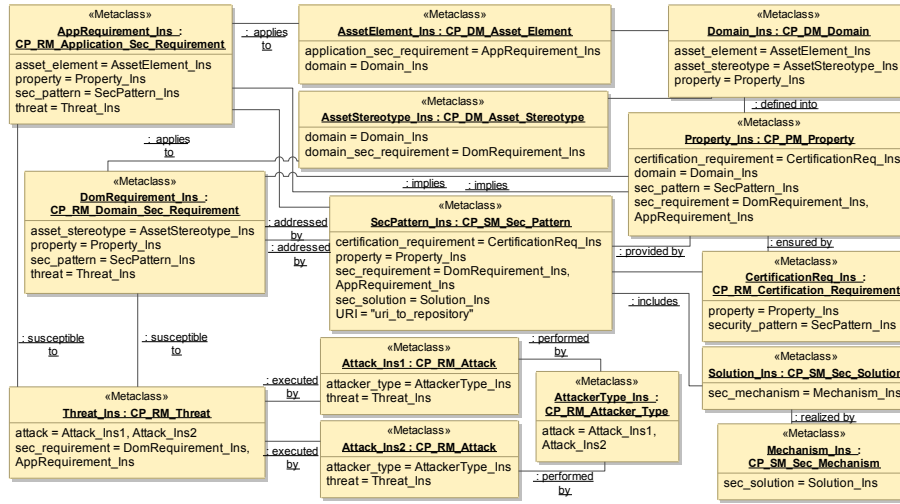 «Metaclass»
AppRequirement_Ins :
CP_RM_Application_Sec_Requirement
asset_element = AssetElement_Ins
property = Property_Ins
sec_pattern = SecPattern_Ins
threat = Threat_Ins
: applies
to
«Metaclass»
AssetElement_Ins : CP_DM_Asset_Element
application_sec_requirement = AppRequirement_Ins
domain = Domain_Ins
«Metaclass»
Domain_Ins : CP_DM_Domain
asset_element = AssetElement_Ins
asset_stereotype = AssetStereotype_Ins
property = Property_Ins
: defined into
«Metaclass»
AssetStereotype_Ins : CP_DM_Asset_Stereotype
domain = Domain_Ins
domain_sec_requirement = DomRequirement_Ins
: applies
to
«Metaclass»
Property_Ins : CP_PM_Property
certification_requirement = CertificationReq_Ins
domain = Domain_Ins
sec_pattern = SecPattern_Ins
sec_requirement = DomRequirement_Ins,
AppRequirement_Ins
: implies
: implies
«Metaclass»
DomRequirement_Ins :
CP_RM_Domain_Sec_Requirement
asset_stereotype = AssetStereotype_Ins
property = Property_Ins
sec_pattern = SecPattern_Ins
threat = Threat_Ins
: addressed
by
: addressed
by
«Metaclass»
SecPattern_Ins : CP_SM_Sec_Pattern
certification_requirement = CertificationReq_Ins
property = Property_Ins
sec_requirement = DomRequirement_Ins,
AppRequirement_Ins
sec_solution = Solution_Ins
URI = "uri_to_repository"
: provided by
: ensured by
«Metaclass»
CertificationReq_Ins :
CP_RM_Certification_Requirement
property = Property_Ins
security_pattern = SecPattern_Ins
: includes
: susceptible
to
: susceptible
to
«Metaclass»
Threat_Ins : CP_RM_Threat
attack = Attack_Ins1, Attack_Ins2
sec_requirement = DomRequirement_Ins,
AppRequirement_Ins
: executed
by
: executed
by
«Metaclass»
Attack_Ins1 : CP_RM_Attack
attacker_type = AttackerType_Ins
threat = Threat_Ins
«Metaclass»
Attack_Ins2 : CP_RM_Attack
attacker_type = AttackerType_Ins
threat = Threat_Ins
: performed
by
: performed
by
«Metaclass»
AttackerType_Ins :
CP_RM_Attacker_Type
attack = Attack_Ins1,
Attack_Ins2
«Metaclass»
Solution_Ins : CP_SM_Sec_Solution
sec_mechanism = Mechanism_Ins
: realized by
«Metaclass»
Mechanism_Ins :
CP_SM_Sec_Mechanism
sec_solution = Solution_Ins